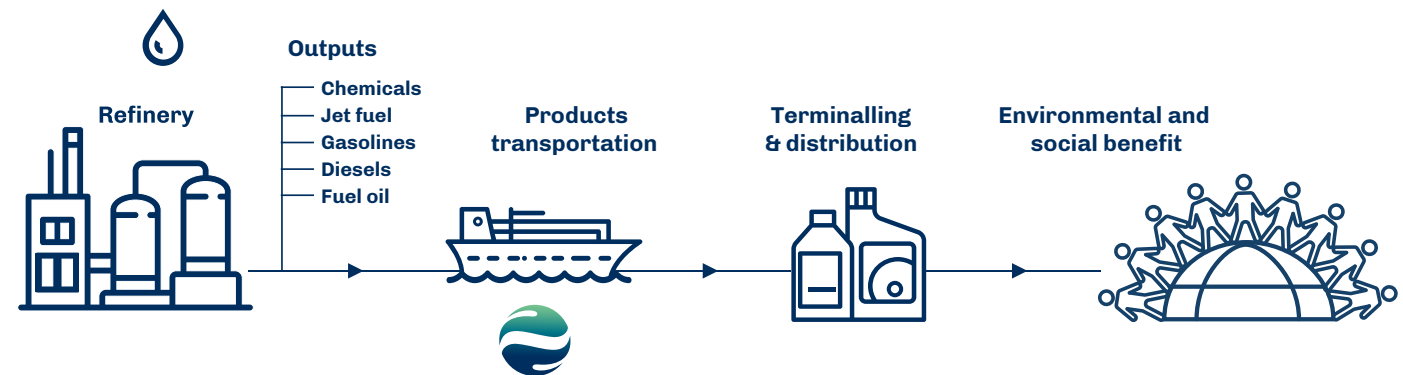 Outputs
Chemicals
Jet fuel
Gasolines
Diesels
Fuel oil
Refinery
Products
transportation
Terminalling
& distribution
Environmental and
social benefit